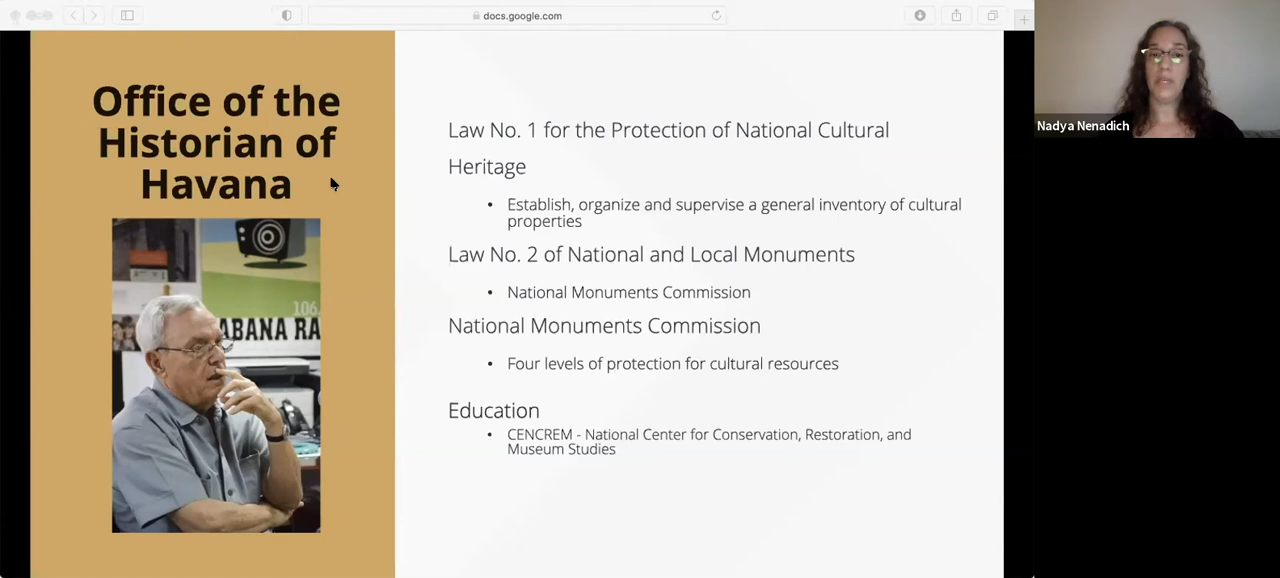 docs.google.com
Office of the
Historian of
Havana
106.
ABANA RA
Law No. 1 for the Protection of National Cultural
Heritage
• Establish, organize and supervise a general inventory of cultural
properties
Law No. 2 of National and Local Monuments
• National Monuments Commission
National Monuments Commission
• Four levels of protection for cultural resources
Education
• CENCREM - National Center for Conservation, Restoration, and
Museum Studies
Nadya Nenadich